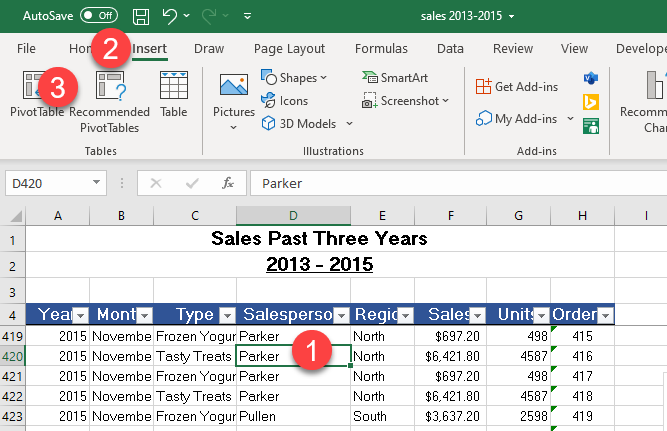 AutoSave Off sales 2013-2015
2
File Hom Insert Draw Page Layout Formulas Data Review View Develope
3
PivotTable Recommended PivotTables Table Pictures Shapes Icons 3D Models SmartArt Screenshot Get Add-ins My Add-ins Recomm Char
Tables Illustrations Add-ins
D420 fx Parker
A B C D E F G H I
1 Sales Past Three Years
2 2013 - 2015
3
4 Year Mont Type Salesperso Regio Sales Units Order
419 2015 Novembe Frozen Yogur Parker North $697.20 498 415
1
420 2015 Novembe Tasty Treats Parker North $6,421.80 4587 416
421 2015 Novembe Frozen Yogur Parker North $697.20 498 417
422 2015 Novembe Tasty Treats Parker North $6,421.80 4587 418
423 2015 Novembe Frozen Yogur Pullen South $3,637.20 2598 419